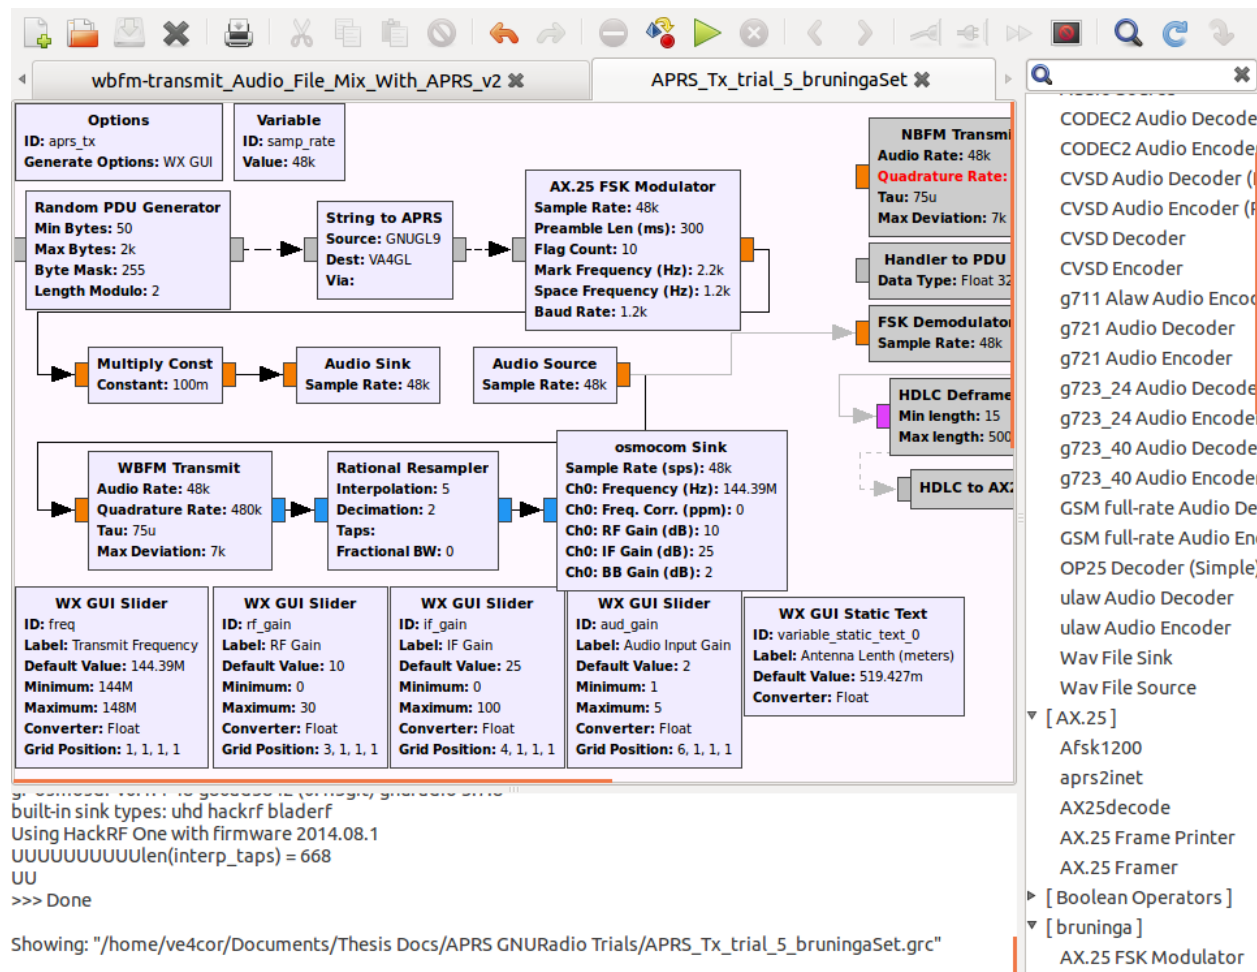 wbfm-transmit_Audio_File_Mix_With_APRS_v2
APRS_Tx_trial_5_bruningaSet
Options
ID: aprs_tx
Generate Options: WX GUI
Variable
ID: samp_rate
Value: 48k
NBFM Transmi
Audio Rate: 48k
Quadrature Rate:
Tau: 75u
Max Deviation: 7k
Random PDU Generator
Min Bytes: 50
Max Bytes: 2k
Byte Mask: 255
Length Modulo: 2
String to APRS
Source: GNUGL9
Dest: VA4GL
Via:
AX.25 FSK Modulator
Sample Rate: 48k
Preamble Len (ms): 300
Flag Count: 10
Mark Frequency (Hz): 2.2k
Space Frequency (Hz): 1.2k
Baud Rate: 1.2k
Handler to PDU
Data Type: Float 32
FSK Demodulator
Sample Rate: 48k
Multiply Const
Constant: 100m
Audio Sink
Sample Rate: 48k
Audio Source
Sample Rate: 48k
HDLC Deframe
Min length: 15
Max length: 500
HDLC to AX2
WBFM Transmit
Audio Rate: 48k
Quadrature Rate: 480k
Tau: 75u
Max Deviation: 7k
Rational Resampler
Interpolation: 5
Decimation: 2
Taps:
Fractional BW: 0
osmocom Sink
Sample Rate (sps): 48k
Ch0: Frequency (Hz): 144.39M
Ch0: Freq. Corr. (ppm): 0
Ch0: RF Gain (dB): 10
Ch0: IF Gain (dB): 25
Ch0: BB Gain (dB): 2
WX GUI Slider
ID: freq
Label: Transmit Frequency
Default Value: 144.39M
Minimum: 144M
Maximum: 148M
Converter: Float
Grid Position: 1, 1, 1, 1
WX GUI Slider
ID: rf_gain
Label: RF Gain
Default Value: 10
Minimum: 0
Maximum: 30
Converter: Float
Grid Position: 3, 1, 1, 1
WX GUI Slider
ID: if_gain
Label: IF Gain
Default Value: 25
Minimum: 0
Maximum: 100
Converter: Float
Grid Position: 4, 1, 1, 1
WX GUI Slider
ID: aud_gain
Label: Audio Input Gain
Default Value: 2
Minimum: 1
Maximum: 5
Converter: Float
Grid Position: 6, 1, 1, 1
WX GUI Static Text
ID: variable_static_text_0
Label: Antenna Lenth (meters)
Default Value: 519.427m
Converter: Float
built-in sink types: uhd hackrf bladerf
Using HackRF One with firmware 2014.08.1
UUUUUUUUUUlen(interp_taps) = 668
UU
>>> Done
Showing: "/home/ve4cor/Documents/Thesis Docs/APRS GNURadio Trials/APRS_Tx_trial_5_bruningaSet.grc"
CODEC2 Audio Decode
CODEC2 Audio Encode
CVSD Audio Decoder (
CVSD Audio Encoder (
CVSD Decoder
CVSD Encoder
g711 Alaw Audio Encod
g721 Audio Decoder
g721 Audio Encoder
g723_24 Audio Decode
g723_24 Audio Encode
g723_40 Audio Decode
g723_40 Audio Encode
GSM full-rate Audio De
GSM full-rate Audio En
OP25 Decoder (Simple)
ulaw Audio Decoder
ulaw Audio Encoder
Wav File Sink
Wav File Source
[ AX.25 ]
Afsk1200
aprs2inet
AX25decode
AX.25 Frame Printer
AX.25 Framer
[ Boolean Operators ]
[ bruninga ]
AX.25 FSK Modulator